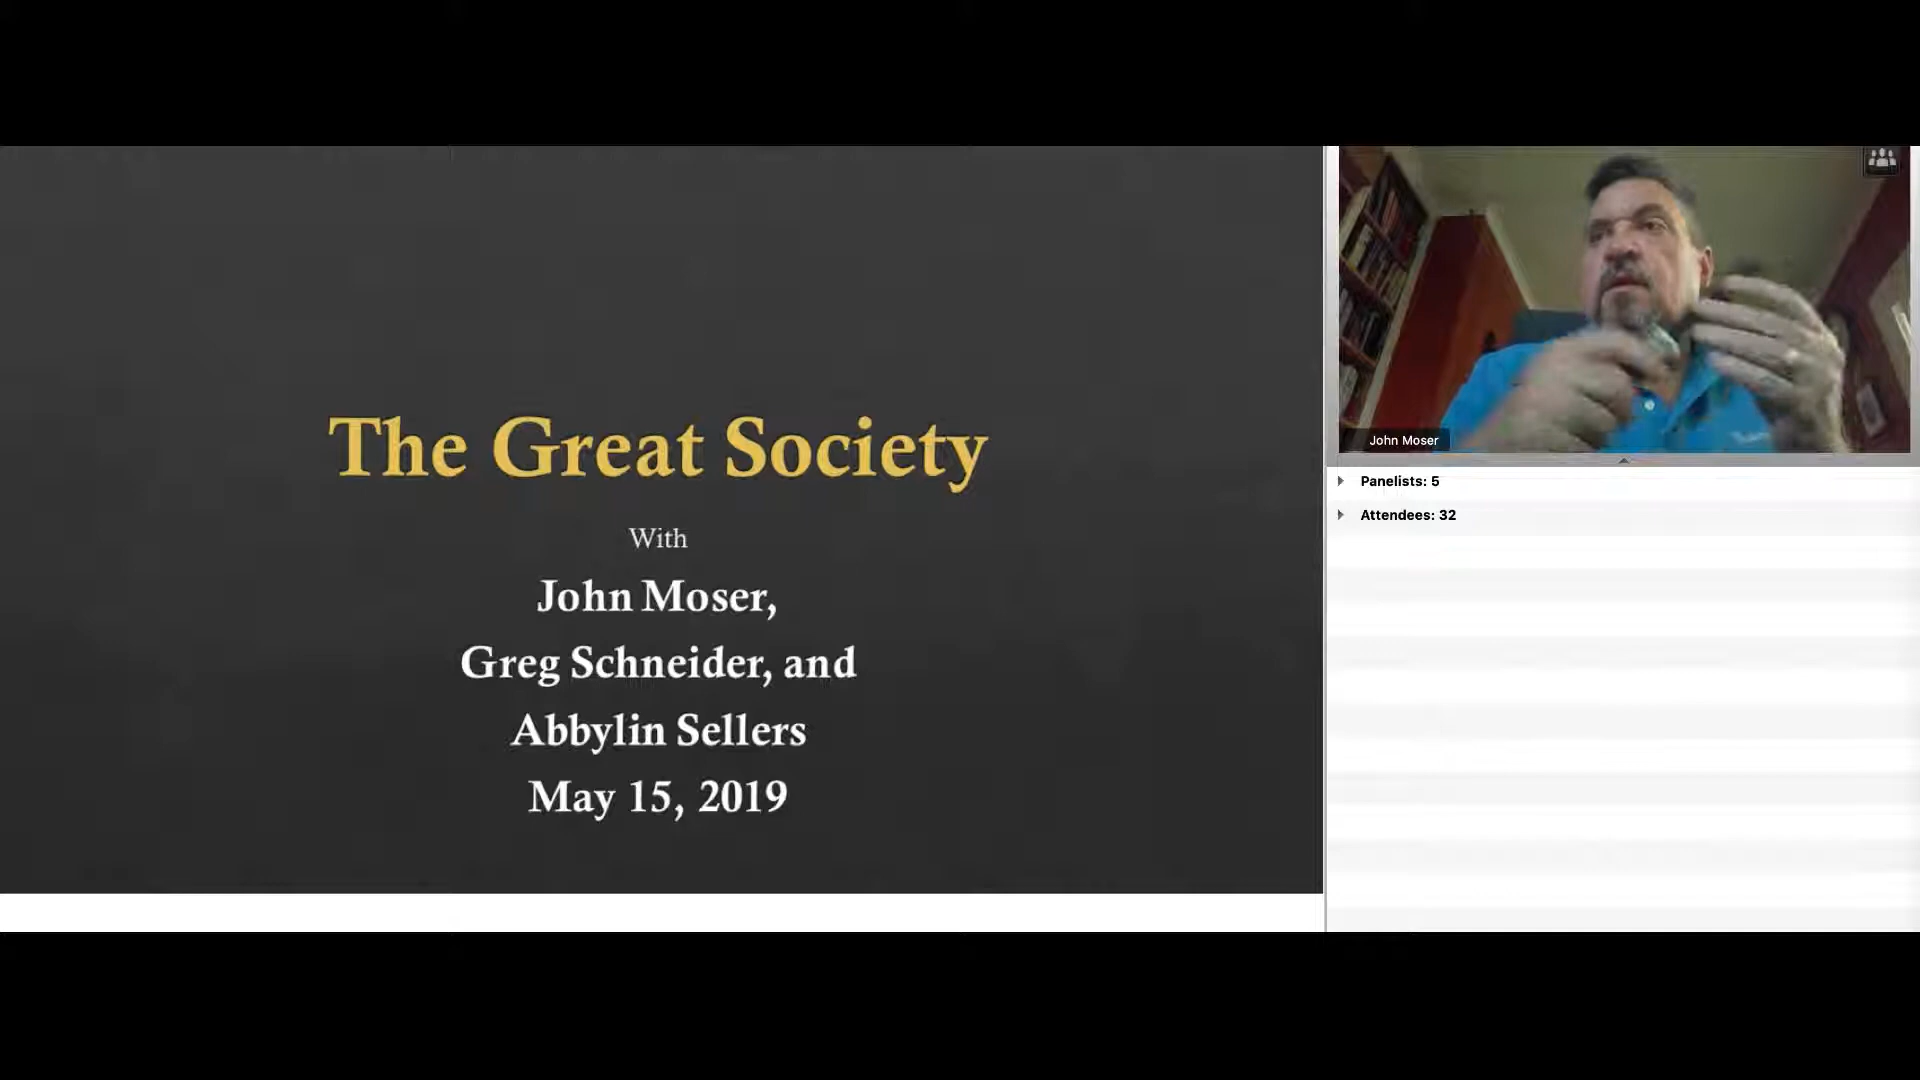 The Great Society
With
John Moser,
Greg Schneider, and
Abbylin Sellers
May 15, 2019
John Moser
Panelists: 5
Attendees: 32